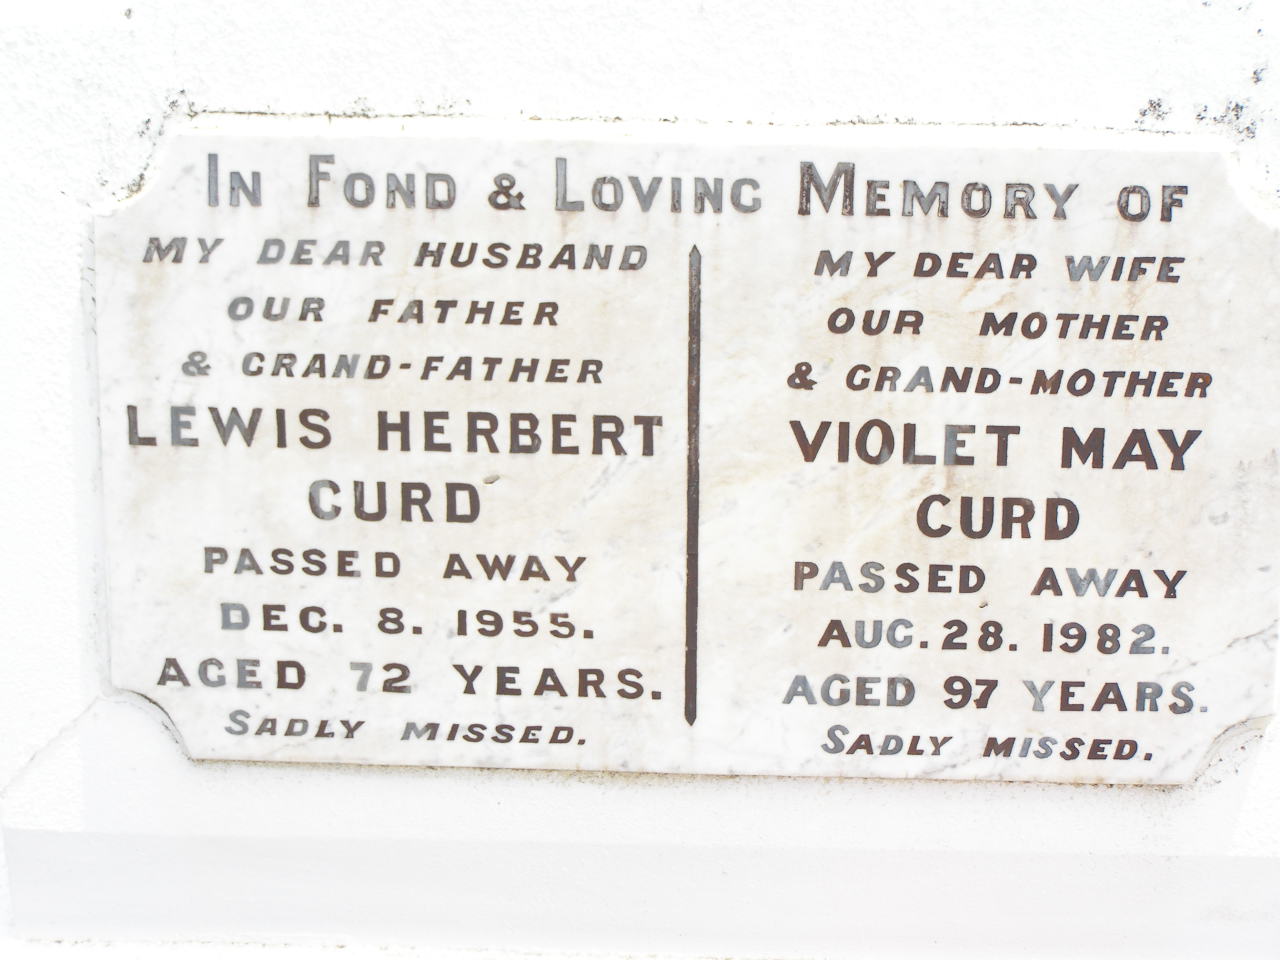 IN FOND & LOVING MEMORY OF
MY DEAR HUSBAND
OUR FATHER
& GRAND-FATHER
LEWIS HERBERT
CURD
PASSED AWAY
DEC. 8. 1955.
AGED 72 YEARS.
SADLY MISSED.
MY DEAR WIFE
OUR MOTHER
& GRAND-MOTHER
VIOLET MAY
CURD
PASSED AWAY
AUG. 28. 1982.
AGED 97 YEARS.
SADLY MISSED.